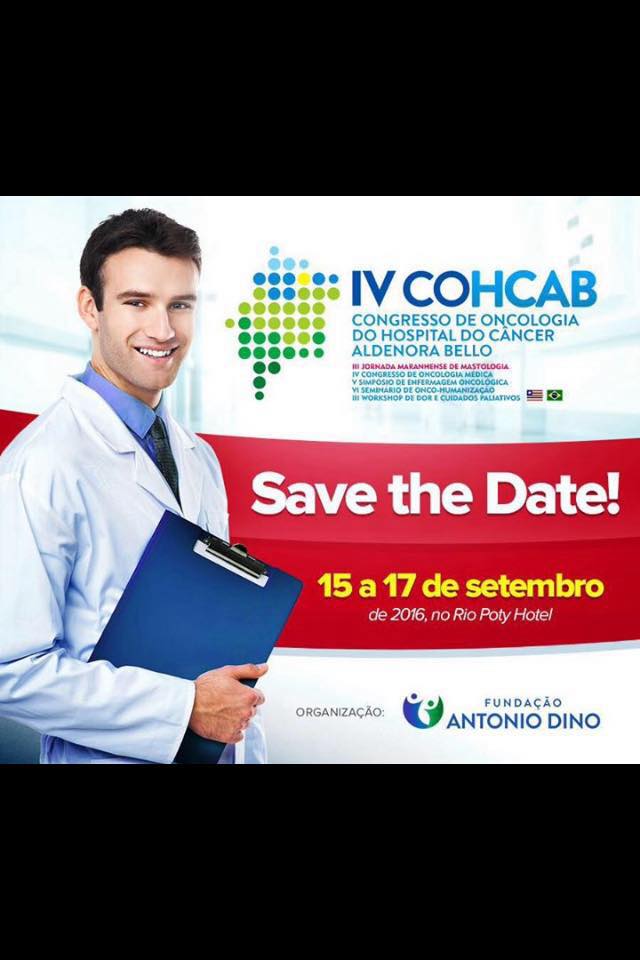 IV COHCAB
CONGRESSO DE ONCOLOGIA
DO HOSPITAL DO CÂNCER
ALDENORA BELLO
III JORNADA MARANHENSE DE MASTOLOGIA
IV CONGRESSO DE ONCOLOGIA MÉDICA
V SIMPÓSIO DE ENFERMAGEM ONCOLÓGICA
VI SEMINÁRIO DE ONCO-HUMANIZAÇÃO
III WORKSHOP DE DOR E CUIDADOS PALIATIVOS
Save the Date!
15 a 17 de setembro
de 2016, no Rio Poty Hotel
ORGANIZAÇÃO:
FUNDAÇÃO
ANTONIO DINO